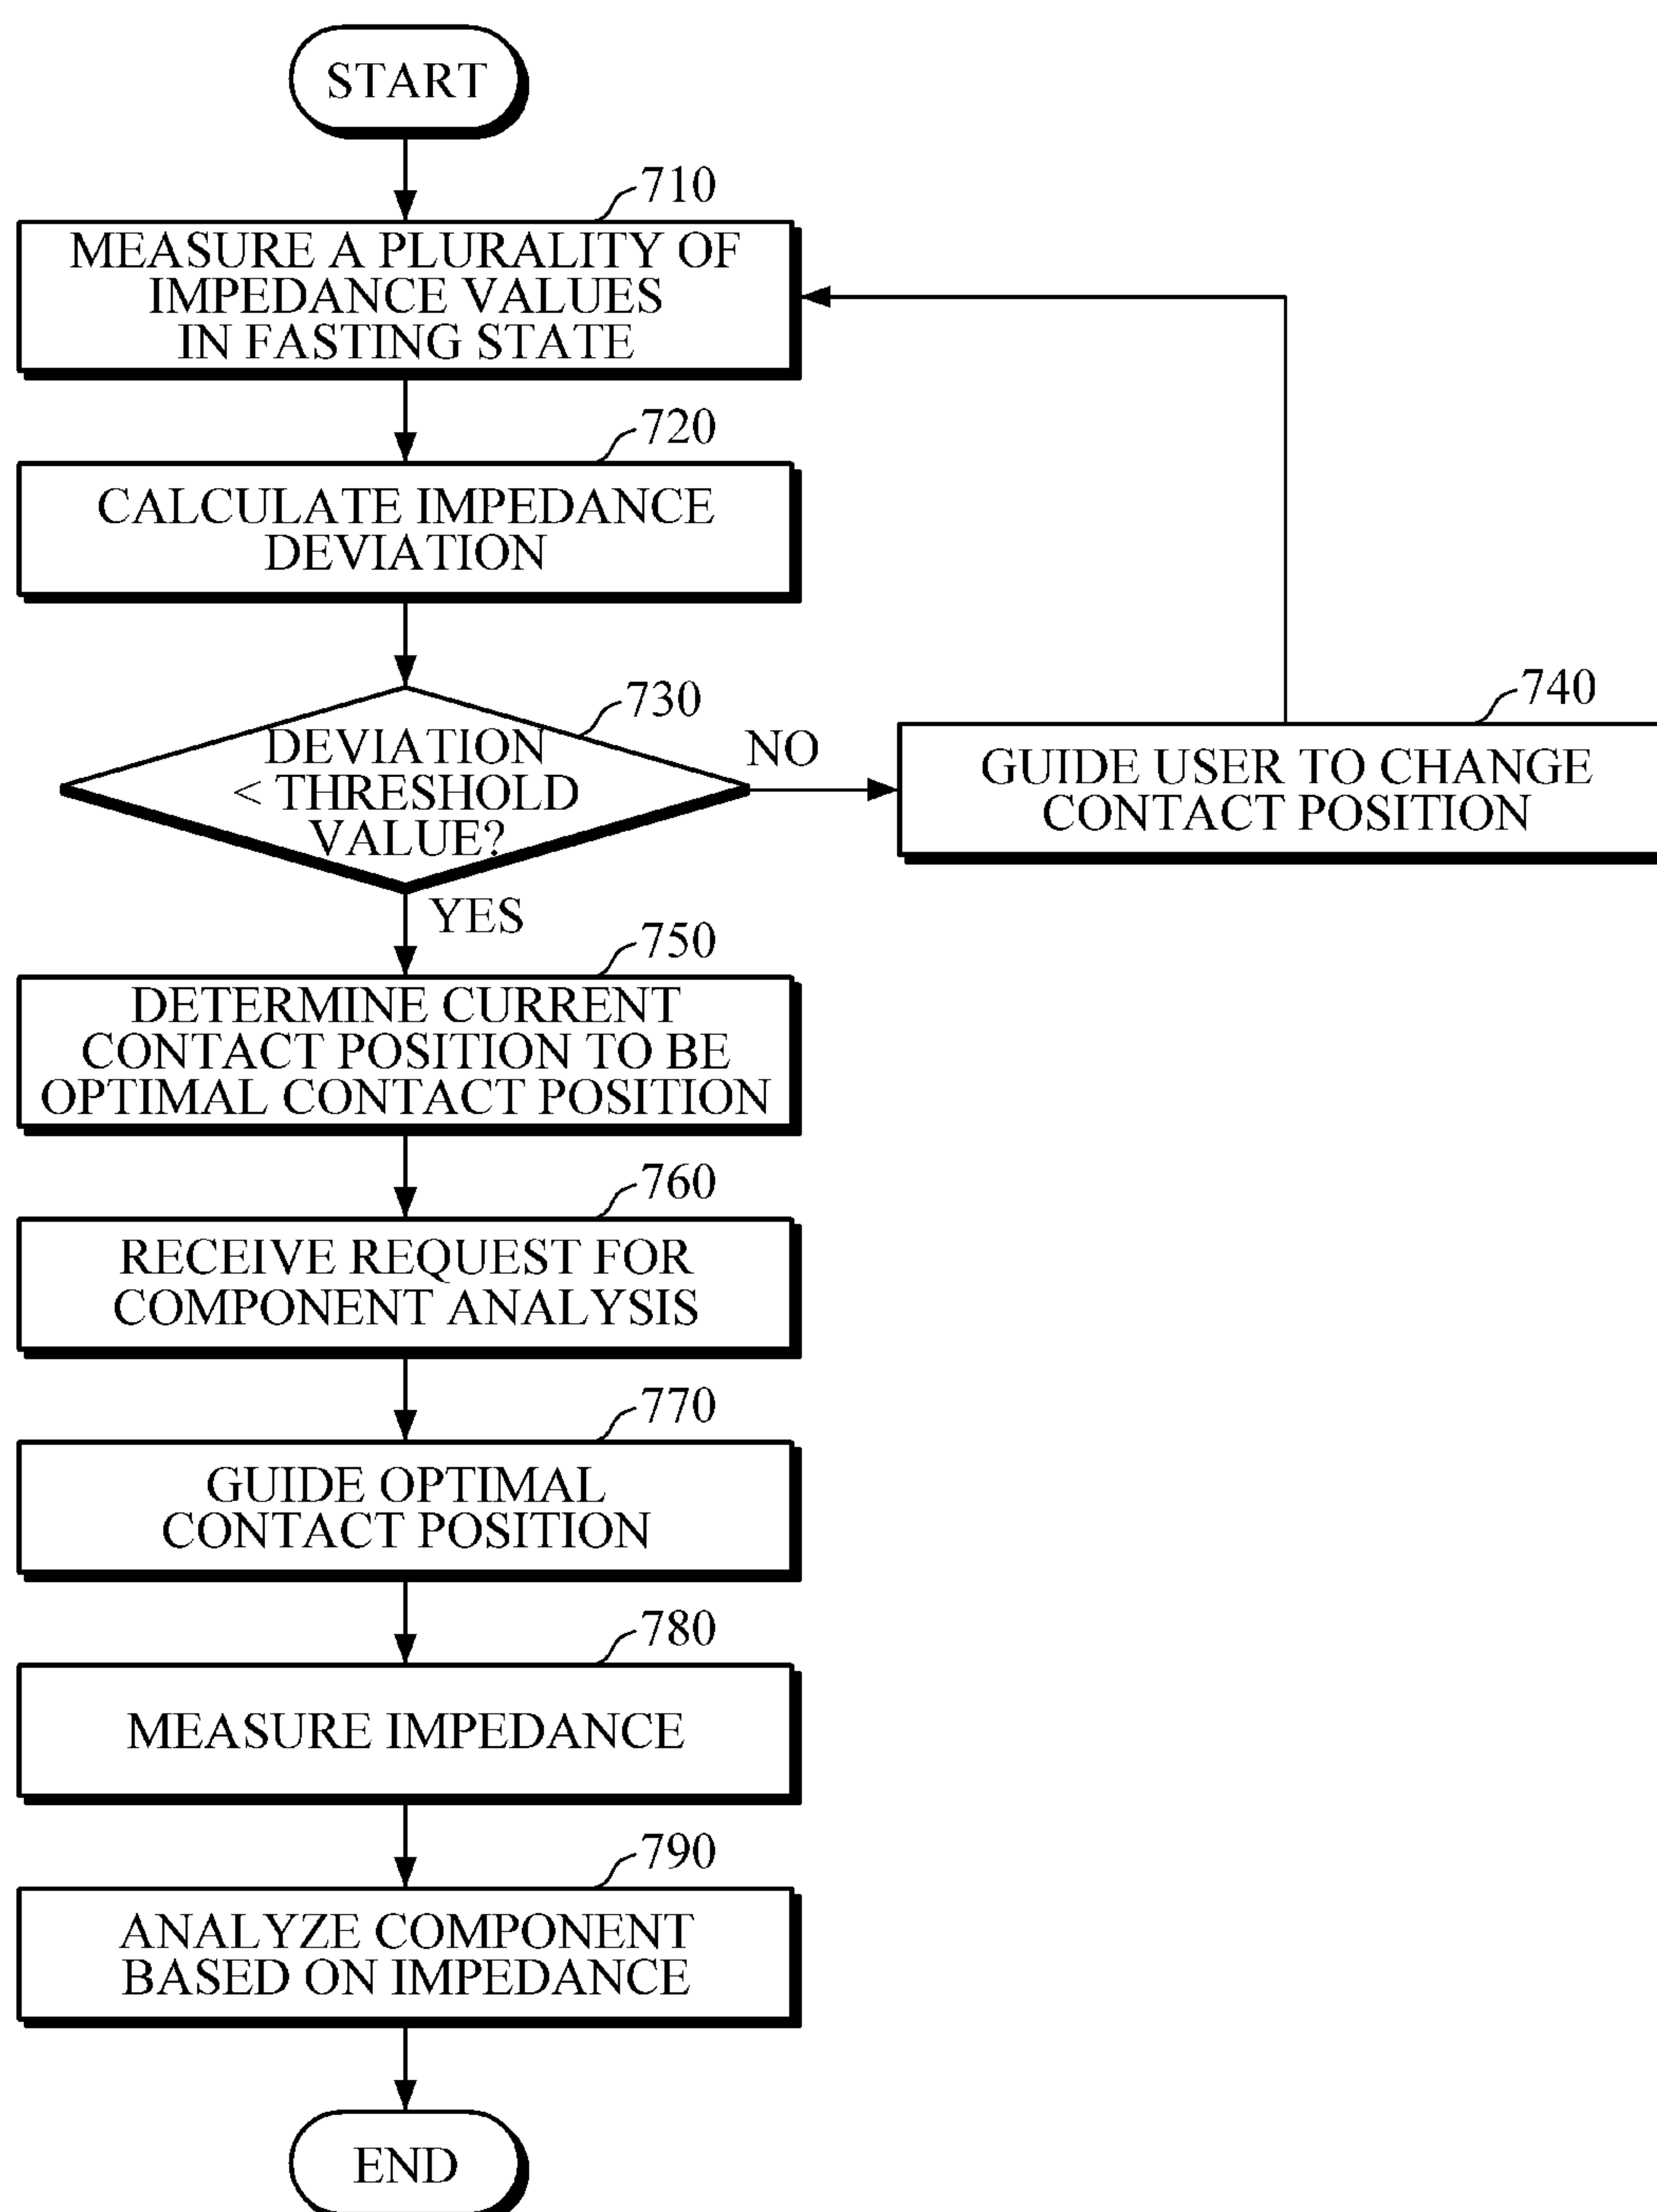 START
710
MEASURE A PLURALITY OF
IMPEDANCE VALUES
IN FASTING STATE
720
CALCULATE IMPEDANCE
DEVIATION
730
DEVIATION
< THRESHOLD
VALUE?
NO
740
GUIDE USER TO CHANGE
CONTACT POSITION
YES
750
DETERMINE CURRENT
CONTACT POSITION TO BE
OPTIMAL CONTACT POSITION
760
RECEIVE REQUEST FOR
COMPONENT ANALYSIS
770
GUIDE OPTIMAL
CONTACT POSITION
780
MEASURE IMPEDANCE
790
ANALYZE COMPONENT
BASED ON IMPEDANCE
END